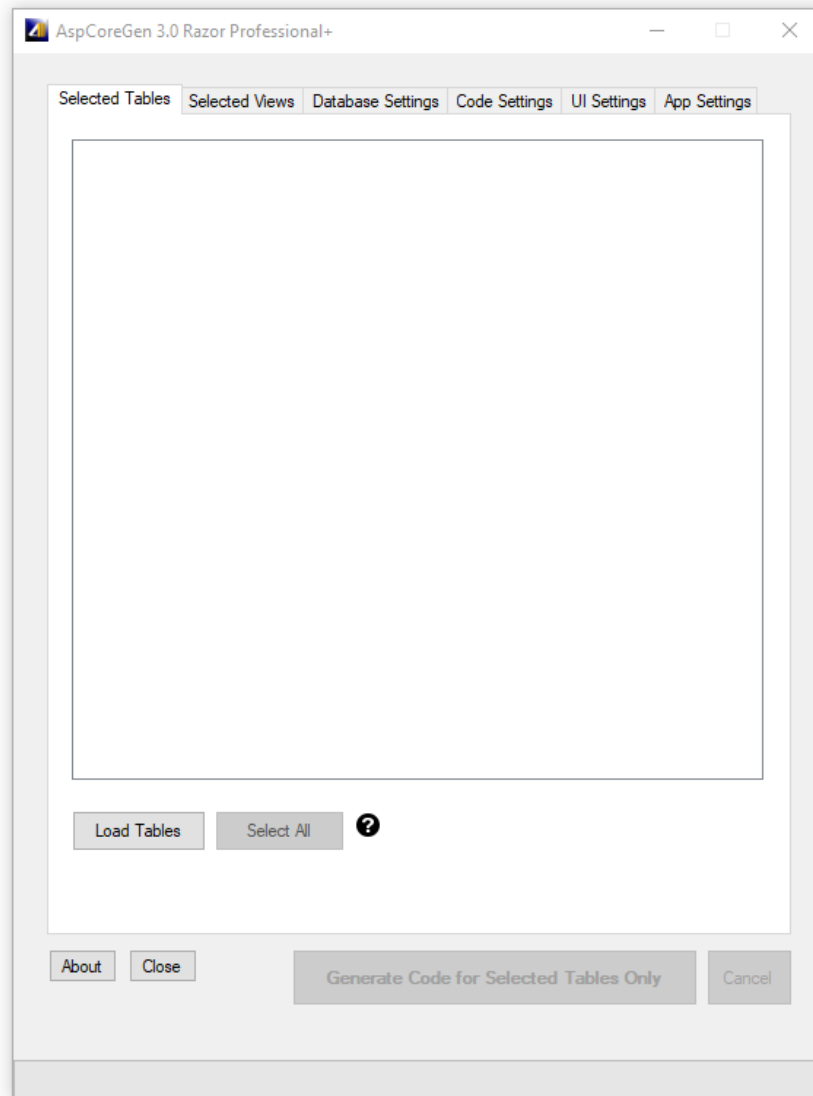 AspCoreGen 3.0 Razor Professional+
Selected Tables Selected Views Database Settings Code Settings UI Settings App Settings
Load Tables Select All ?
About Close Generate Code for Selected Tables Only Cancel